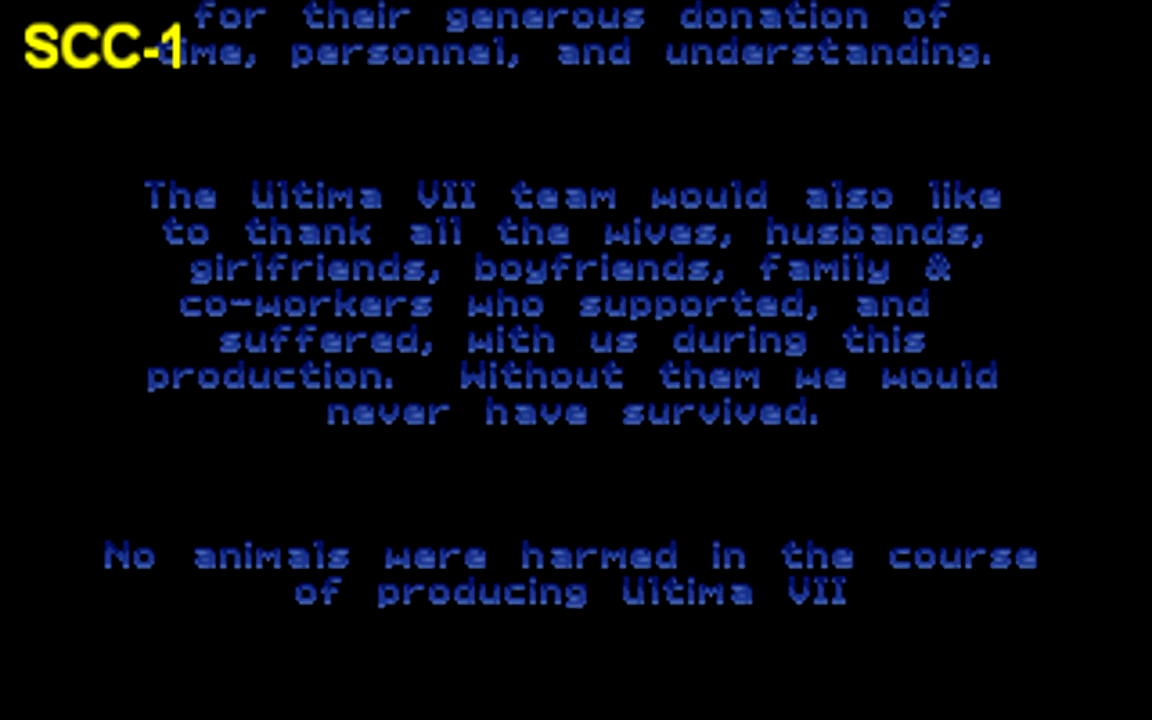 for their generous donation of
SCC-1
time, personnel, and understanding.
The Ultima VII team would also like
to thank all the wives, husbands,
girlfriends, boyfriends, family &
co-workers who supported, and
suffered, with us during this
production. Without them we would
never have survived.
No animals were harmed in the course
of producing Ultima VII